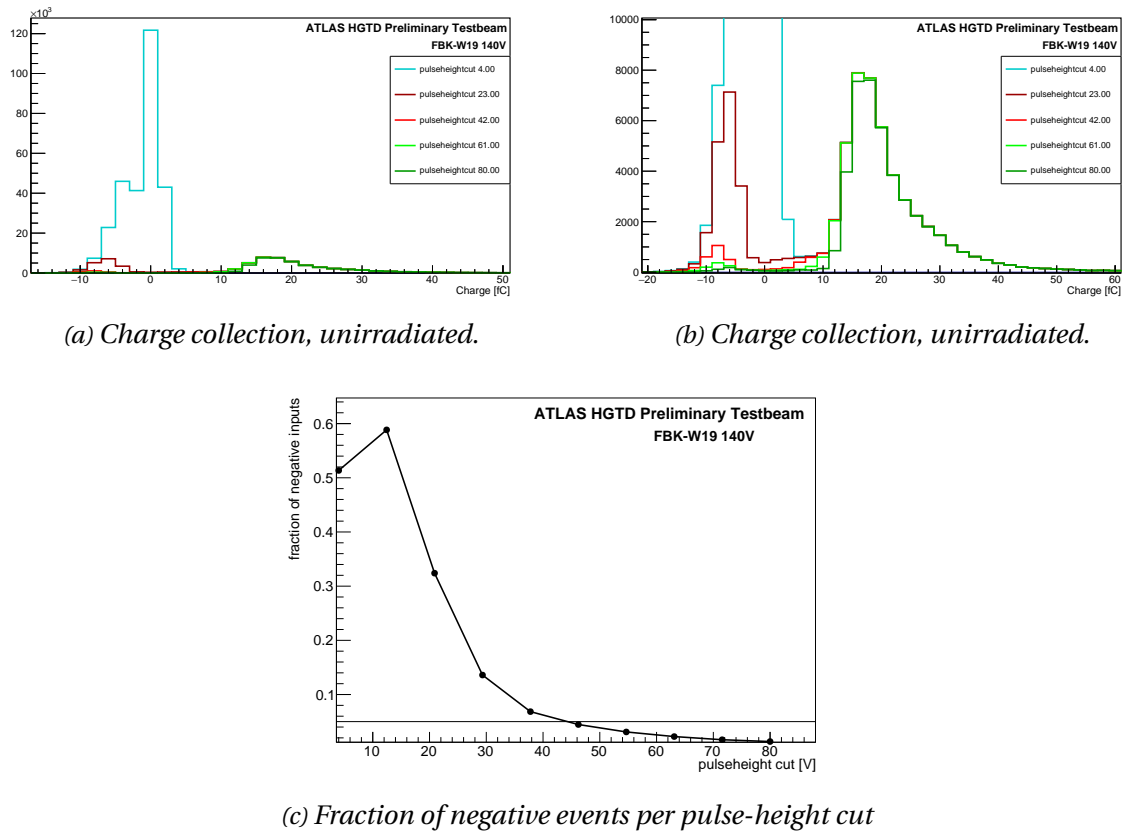 ×10³
120
100
80
60
40
20
0
−10 0 10 20 30 40 50
Charge [fC]
ATLAS HGTD Preliminary Testbeam
FBK-W19 140V
pulseheightcut 4.00
pulseheightcut 23.00
pulseheightcut 42.00
pulseheightcut 61.00
pulseheightcut 80.00
(a) Charge collection, unirradiated.
10000
8000
6000
4000
2000
0
−20 −10 0 10 20 30 40 50 60
Charge [fC]
ATLAS HGTD Preliminary Testbeam
FBK-W19 140V
pulseheightcut 4.00
pulseheightcut 23.00
pulseheightcut 42.00
pulseheightcut 61.00
pulseheightcut 80.00
(b) Charge collection, unirradiated.
fraction of negative inputs
0.6
0.5
0.4
0.3
0.2
0.1
ATLAS HGTD Preliminary Testbeam
FBK-W19 140V
10 20 30 40 50 60 70 80
pulseheight cut [V]
(c) Fraction of negative events per pulse-height cut